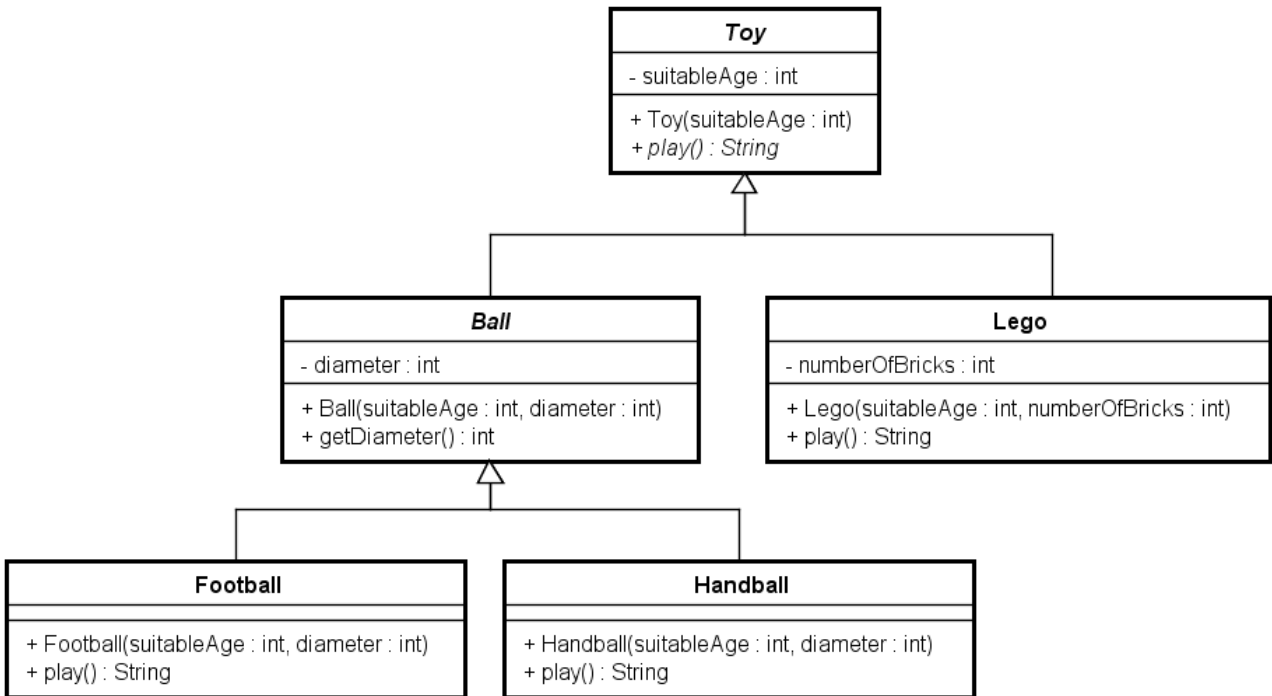 Toy
- suitableAge : int
+ Toy(suitableAge : int)
+ play() : String
Ball
- diameter : int
+ Ball(suitableAge : int, diameter : int)
+ getDiameter() : int
Lego
- numberOfBricks : int
+ Lego(suitableAge : int, numberOfBricks : int)
+ play() : String
Football
+ Football(suitableAge : int, diameter : int)
+ play() : String
Handball
+ Handball(suitableAge : int, diameter : int)
+ play() : String